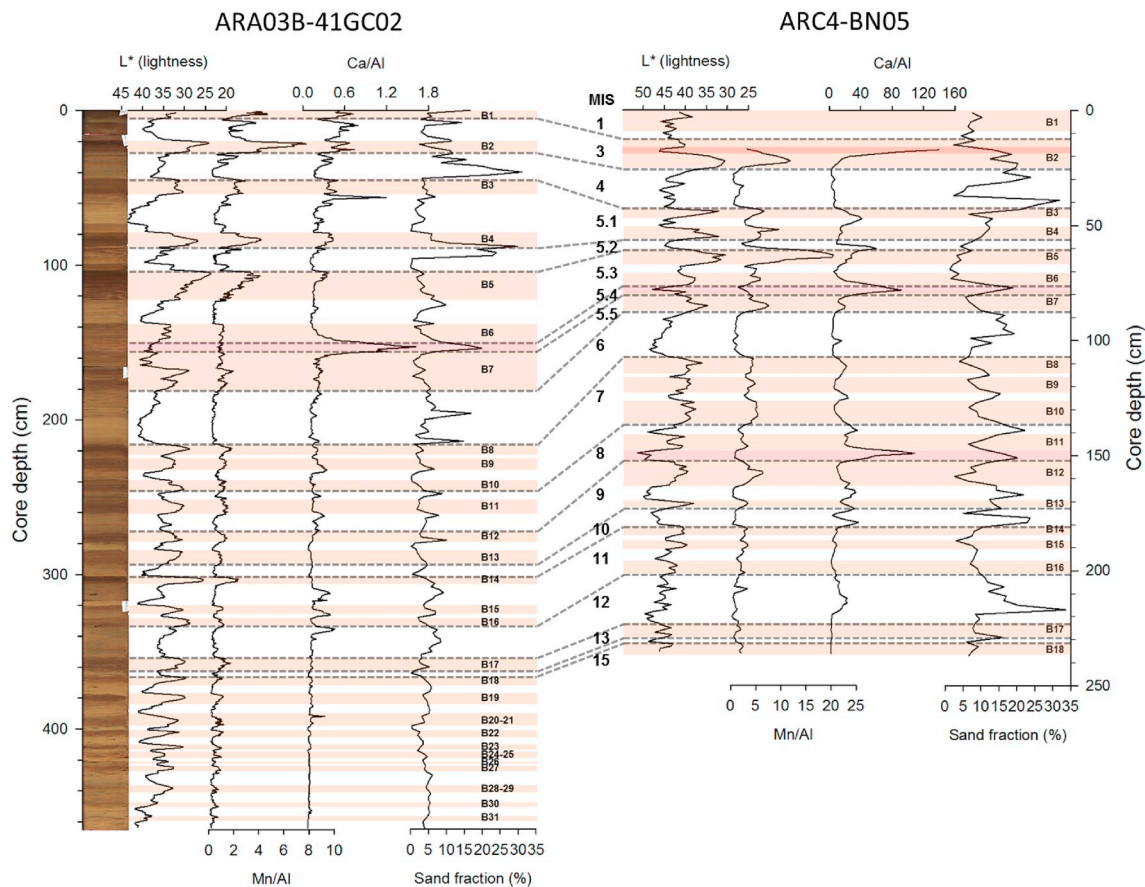 ARA03B-41GC02
ARC4-BN05
L* (lightness)
Ca/Al
L* (lightness)
Ca/Al
45 40 35 30 25 20
0.0 0.6 1.2 1.8
MIS
50 45 40 35 30 25
0 40 80 120 160
0
100
200
300
400
Core depth (cm)
B1
B2
B3
B4
B5
B6
B7
B8
B9
B10
B11
B12
B13
B14
B15
B16
B17
B18
B19
B20-21
B22
B23
B24-25
B26
B27
B28-29
B30
B31
1
3
4
5.1
5.2
5.3
5.4
5.5
6
7
8
9
10
11
12
13
15
B1
B2
B3
B4
B5
B6
B7
B8
B9
B10
B11
B12
B13
B14
B15
B16
B17
B18
0
50
100
150
200
250
Core depth (cm)
0 5 10 15 20 25
0 5 10 15 20 25 30 35
Mn/Al
Sand fraction (%)
0 2 4 6 8 10
0 5 10 15 20 25 30 35
Mn/Al
Sand fraction (%)